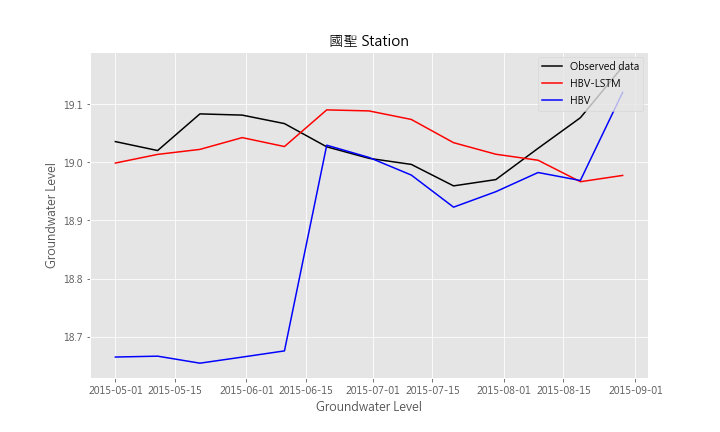 國聖 Station
Observed data
HBV-LSTM
HBV
Groundwater Level
19.1
19.0
18.9
18.8
18.7
2015-05-01 2015-05-15 2015-06-01 2015-06-15 2015-07-01 2015-07-15 2015-08-01 2015-08-15 2015-09-01
Groundwater Level